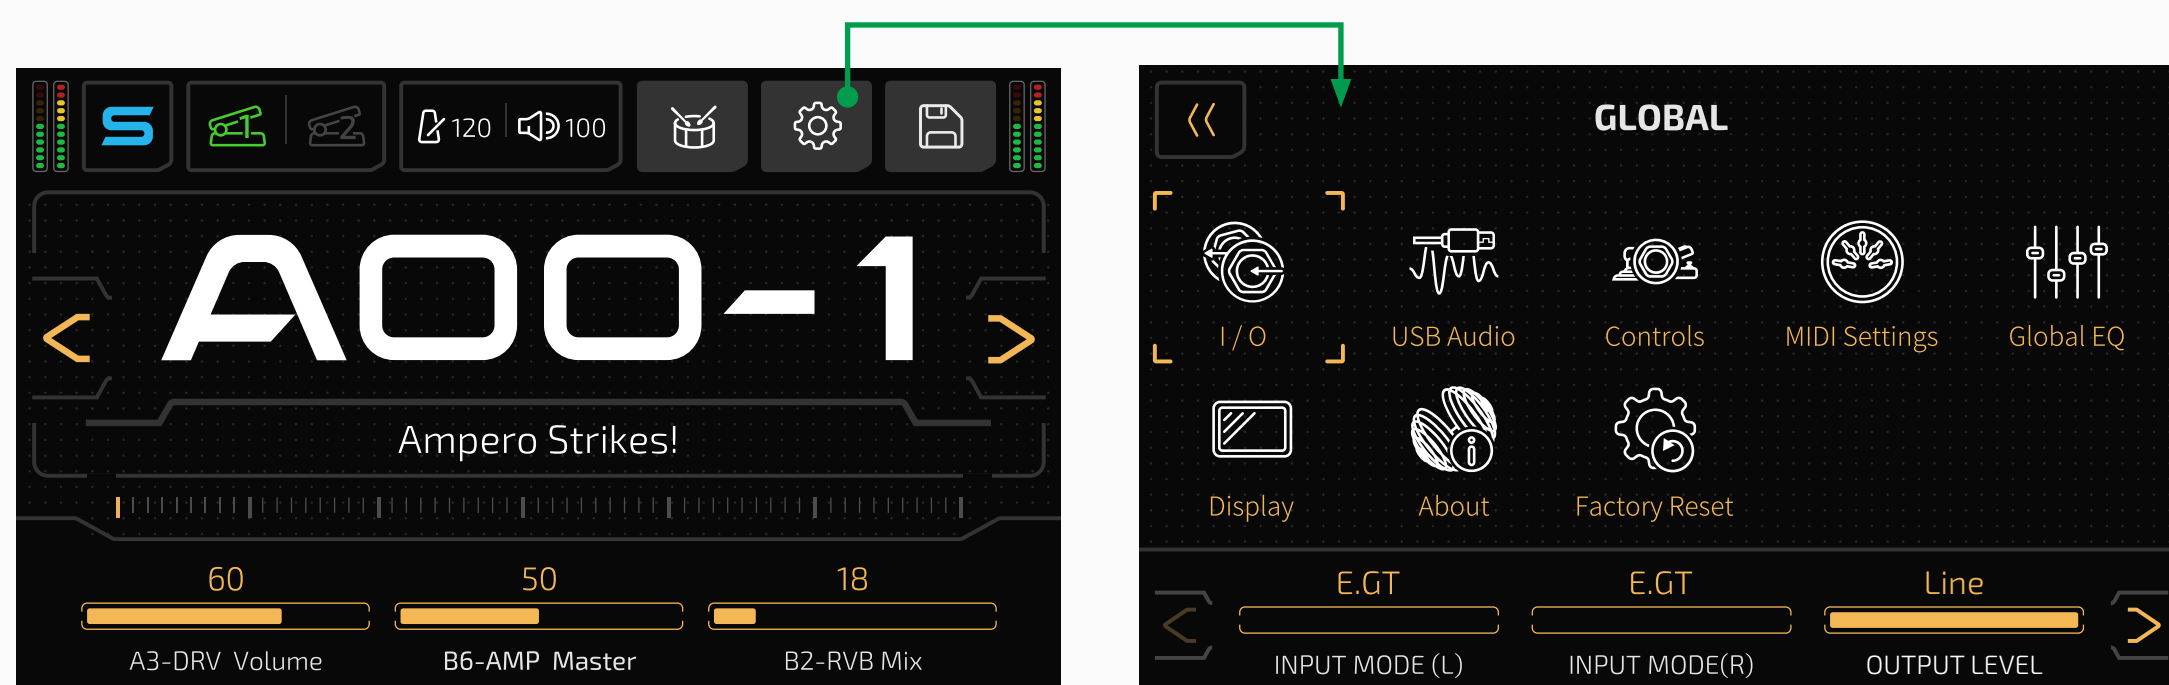 S
1
2
120
100
A00-1
Ampero Strikes!
60
50
18
A3-DRV Volume
B6-AMP Master
B2-RVB Mix
GLOBAL
I / O
USB Audio
Controls
MIDI Settings
Global EQ
Display
About
Factory Reset
E.GT
E.GT
Line
INPUT MODE (L)
INPUT MODE(R)
OUTPUT LEVEL